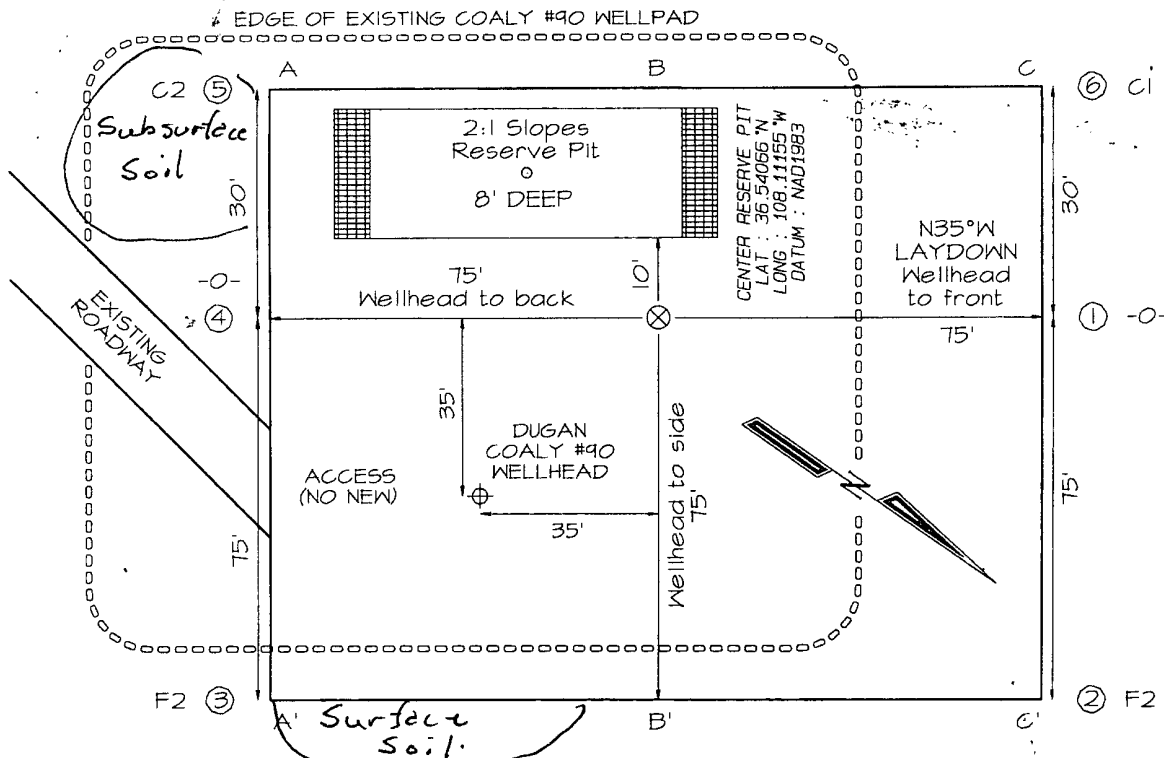 EDGE OF EXISTING COALY #90 WELLPAD
A
B
C
C2 ⑤
⑥ C1
Subsurface
Soil
2:1 Slopes
Reserve Pit
8' DEEP
CENTER RESERVE PIT
LAT : 36.54066°N
LONG : 108.11155°W
DATUM : NAD1983
30'
30'
N35°W
LAYDOWN
Wellhead
to front
75'
Wellhead to back
10'
-0-
④
① -0-
75'
EXISTING
ROADWAY
35'
DUGAN
COALY #90
WELLHEAD
ACCESS
(NO NEW)
35'
Wellhead to side
75'
N
75'
75'
F2 ③
② F2
A'
B'
C'
Surface
Soil.